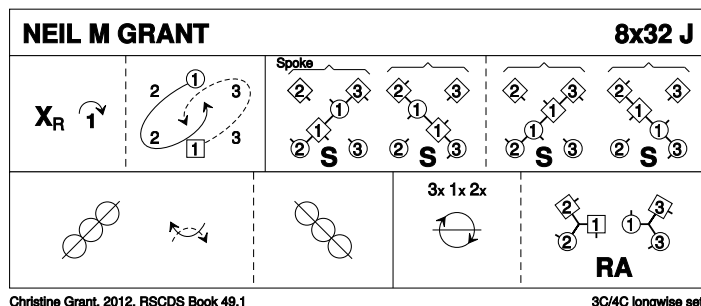 NEIL M GRANT 8x32 J
Spoke
XR 1
2 1 3
2 1 3
2 3 2 3 2 3 2 3
1 1 1 1
1 1 1 1
2 S 3 2 S 3 2 S 3 2 S 3
3x 1x 2x
2 1 1 3
2 3
RA
Christine Grant, 2012, RSCDS Book 49.1 3C/4C longwise set